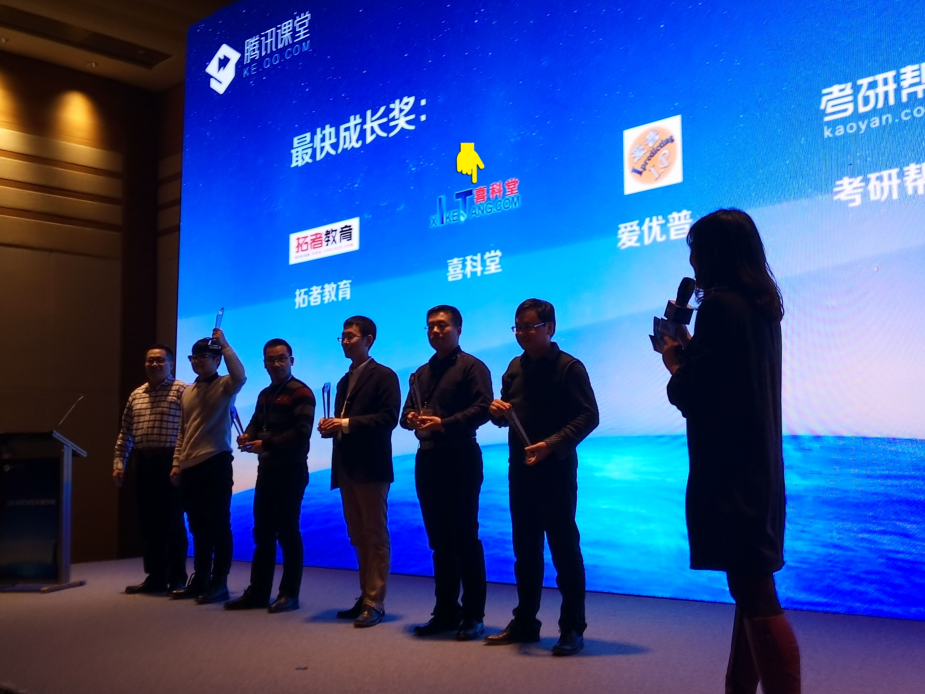 腾讯课堂
KE.QQ.COM
最快成长奖：
拓者教育
拓者教育
喜科堂
XIKETANG.COM
喜科堂
predicting
爱优普
考研帮
kaoyan.co
考研帮